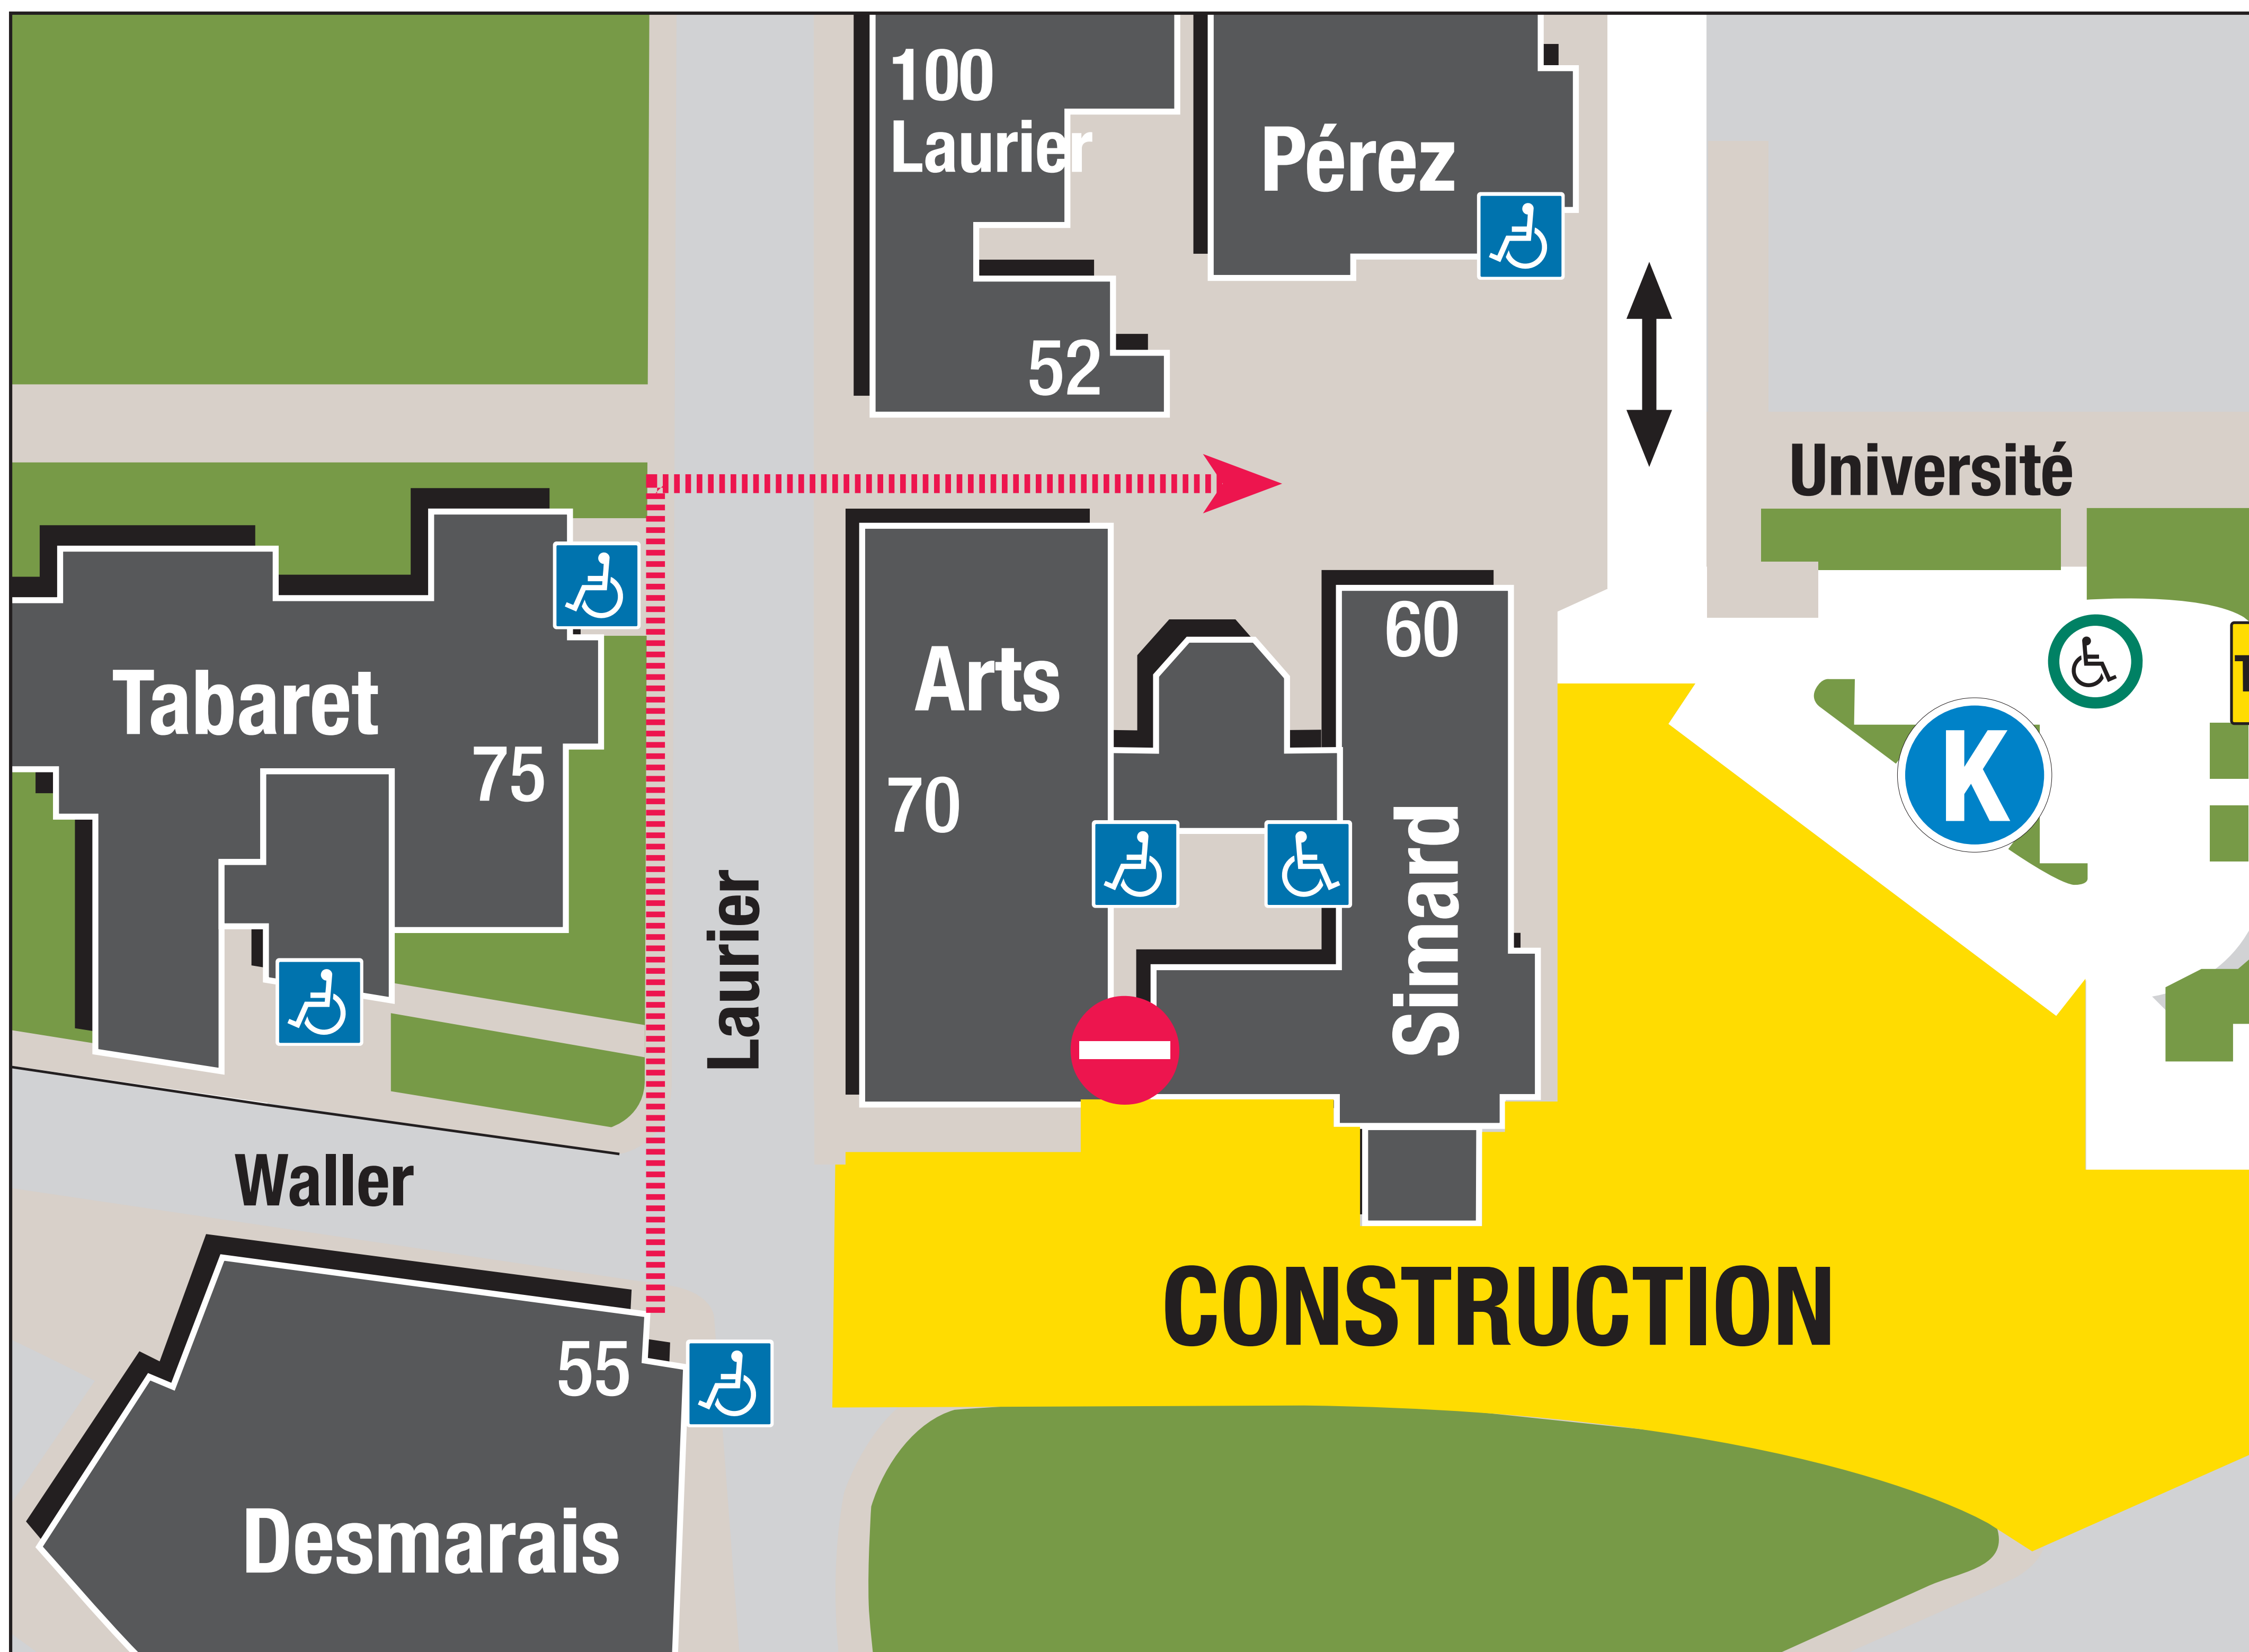 100
Laurier
Pérez
52
Université
Arts
60
Tabaret
75
70
K
T
Simard
Laurier
Waller
CONSTRUCTION
55
Desmarais